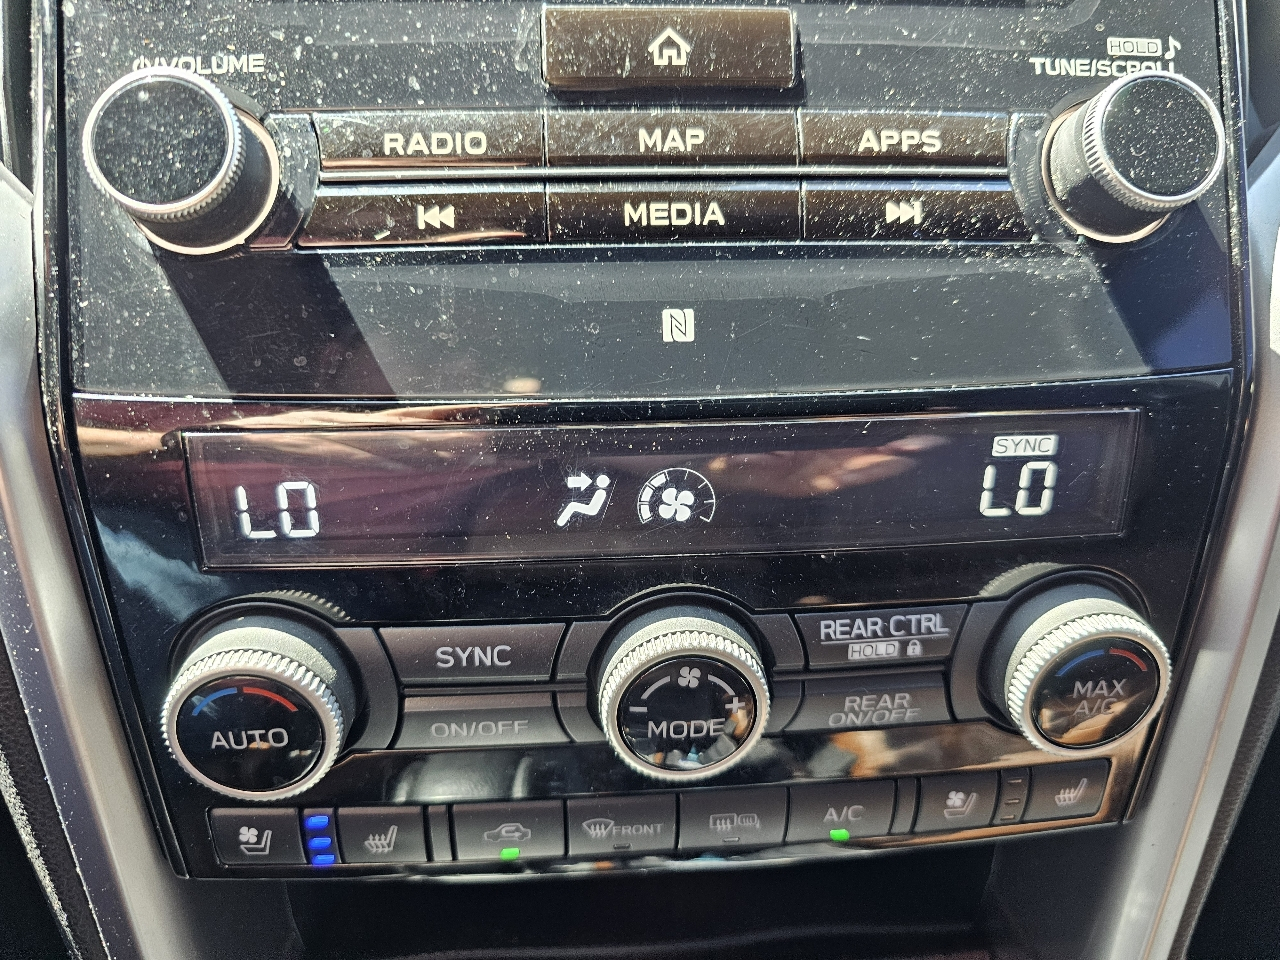 VOLUME
HOLD
TUNE/SCROLL
RADIO
MAP
APPS
MEDIA
N
LO
SYNC
LO
SYNC
REAR CTRL
HOLD
AUTO
ON/OFF
MODE
- +
REAR
ON/OFF
MAX
A/C
FRONT
A/C